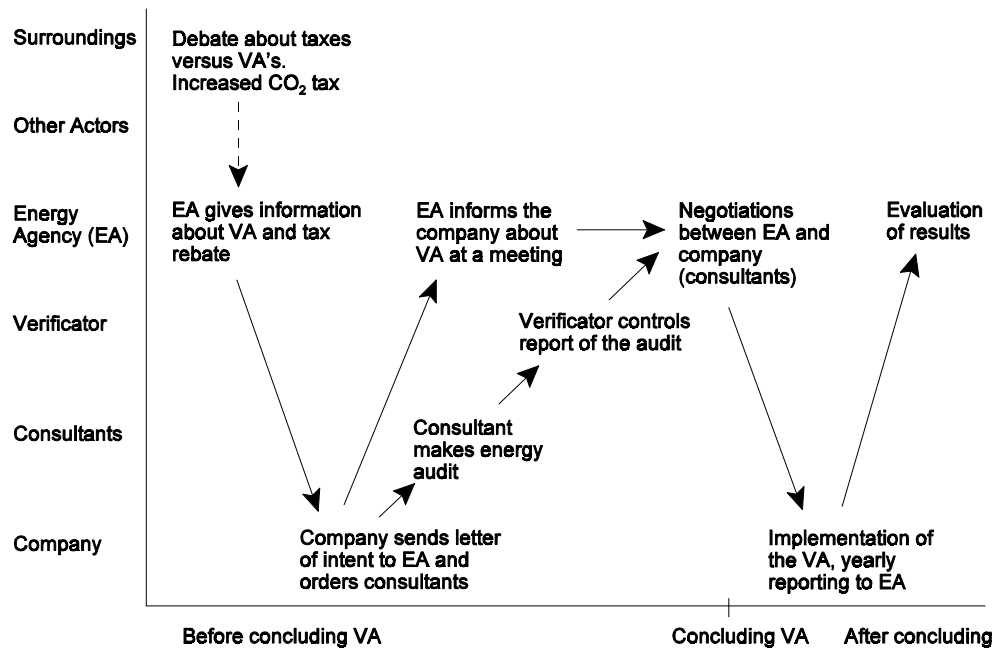 Surroundings
Debate about taxes
versus VA's.
Increased CO₂ tax
Other Actors
Energy
Agency (EA)
EA gives information
about VA and tax
rebate
EA informs the
company about
VA at a meeting
Negotiations
between EA and
company
(consultants)
Evaluation
of results
Verificator
Verificator controls
report of the audit
Consultants
Consultant
makes energy
audit
Company
Company sends letter
of intent to EA and
orders consultants
Implementation of
the VA, yearly
reporting to EA
Before concluding VA
Concluding VA
After concluding